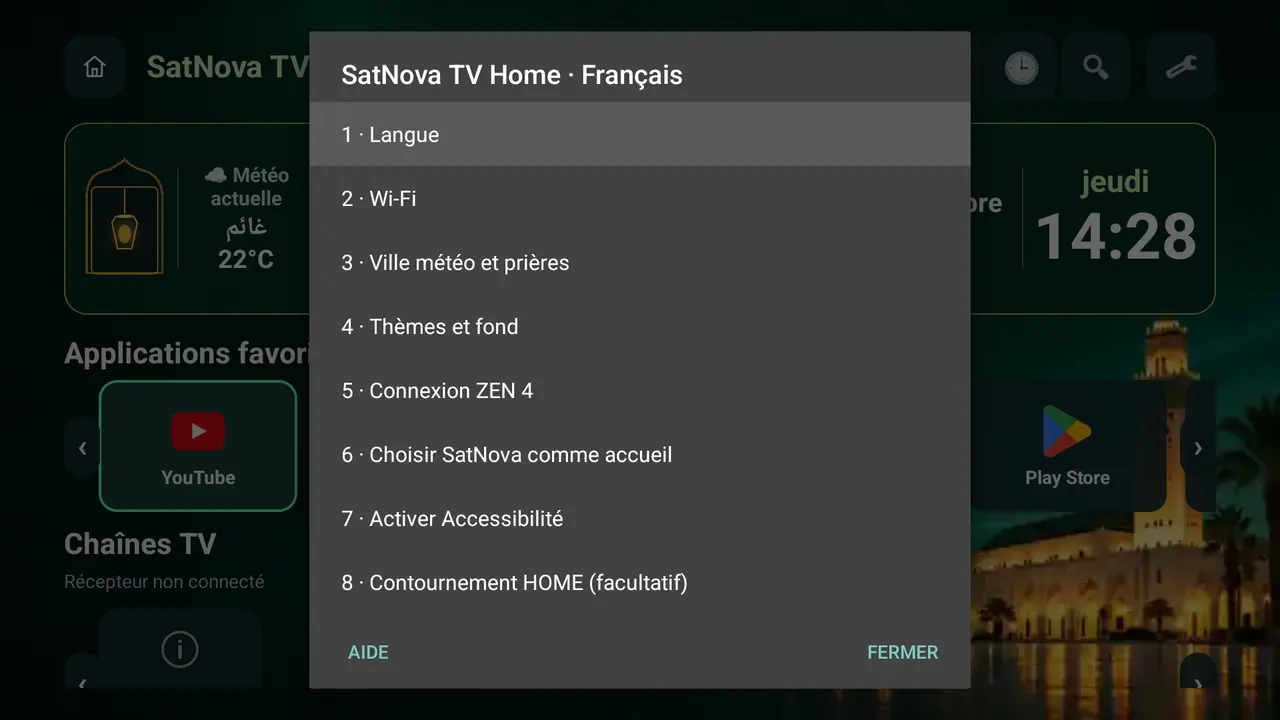 SatNova TV
SatNova TV Home · Français
1 · Langue
2 · Wi-Fi
3 · Ville météo et prières
4 · Thèmes et fond
5 · Connexion ZEN 4
6 · Choisir SatNova comme accueil
7 · Activer Accessibilité
8 · Contournement HOME (facultatif)
AIDE
FERMER
Météo
actuelle
غائم
22°C
jeudi
14:28
Applications
YouTube
Play Store
Chaînes TV
Récepteur non connecté